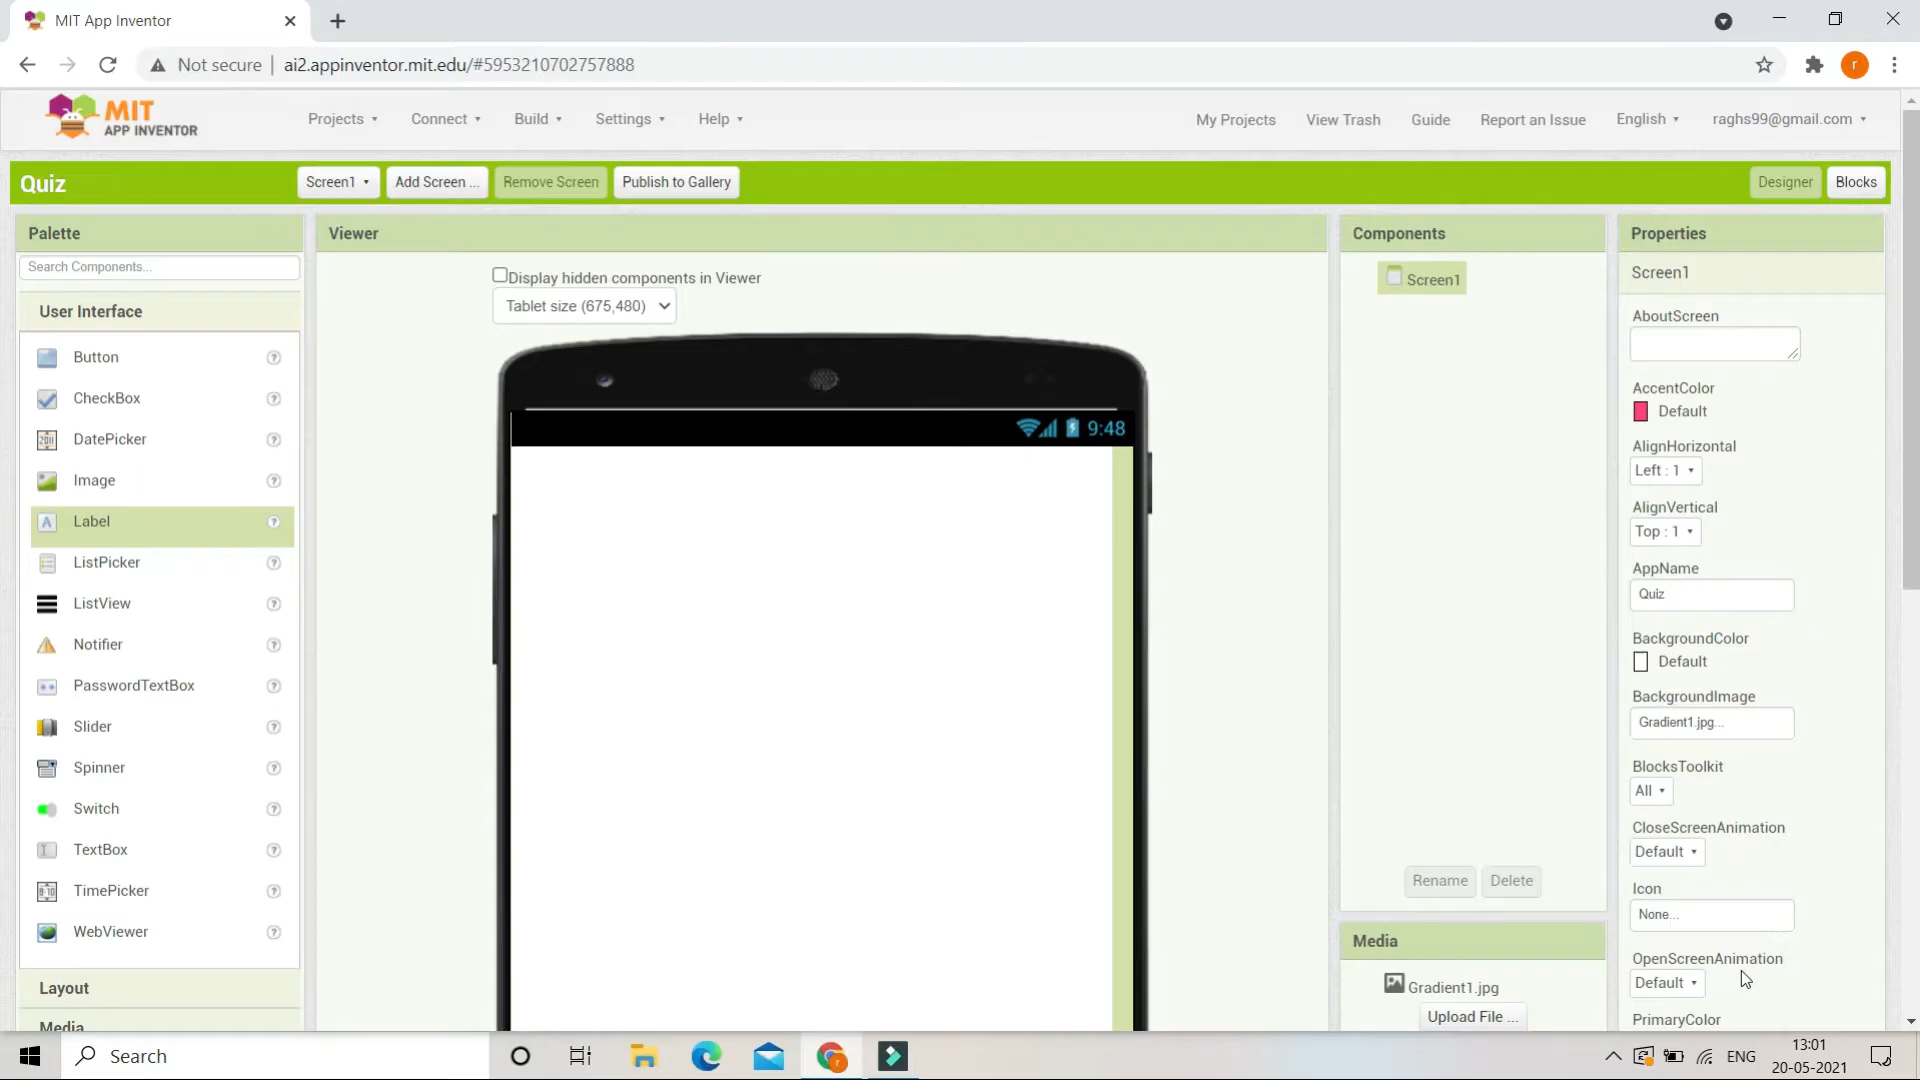 MIT App Inventor
Not secure
ai2.appinventor.mit.edu/#5953210702757888
r
MIT
APP INVENTOR
Projects
Connect
Build
Settings
Help
My Projects
View Trash
Guide
Report an Issue
English
raghs99@gmail.com
Quiz
Screen1
Add Screen ...
Remove Screen
Publish to Gallery
Designer
Blocks
Palette
Search Components...
User Interface
Button
CheckBox
DatePicker
Image
Label
ListPicker
ListView
Notifier
PasswordTextBox
Slider
Spinner
Switch
TextBox
TimePicker
WebViewer
Layout
Media
Viewer
Display hidden components in Viewer
Tablet size (675,480)
9:48
Components
Screen1
Rename
Delete
Media
Gradient1.jpg
Upload File ...
Properties
Screen1
AboutScreen
AccentColor
Default
AlignHorizontal
Left : 1
AlignVertical
Top : 1
AppName
Quiz
BackgroundColor
Default
BackgroundImage
Gradient1.jpg...
BlocksToolkit
All
CloseScreenAnimation
Default
Icon
None...
OpenScreenAnimation
Default
PrimaryColor
Search
ENG
13:01
20-05-2021